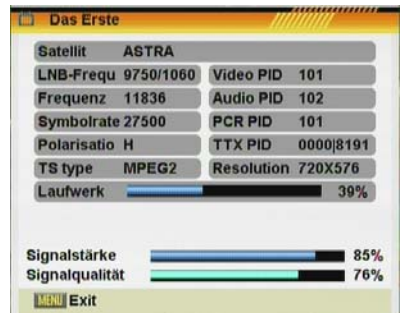 Das Erste
Satellit ASTRA
LNB-Frequ 9750/1060
Video PID 101
Frequenz 11836
Audio PID 102
Symbolrate 27500
PCR PID 101
Polarisatio H
TTX PID 0000|8191
TS type MPEG2
Resolution 720X576
Laufwerk 39%
Signalstärke 85%
Signalqualität 76%
MENU Exit